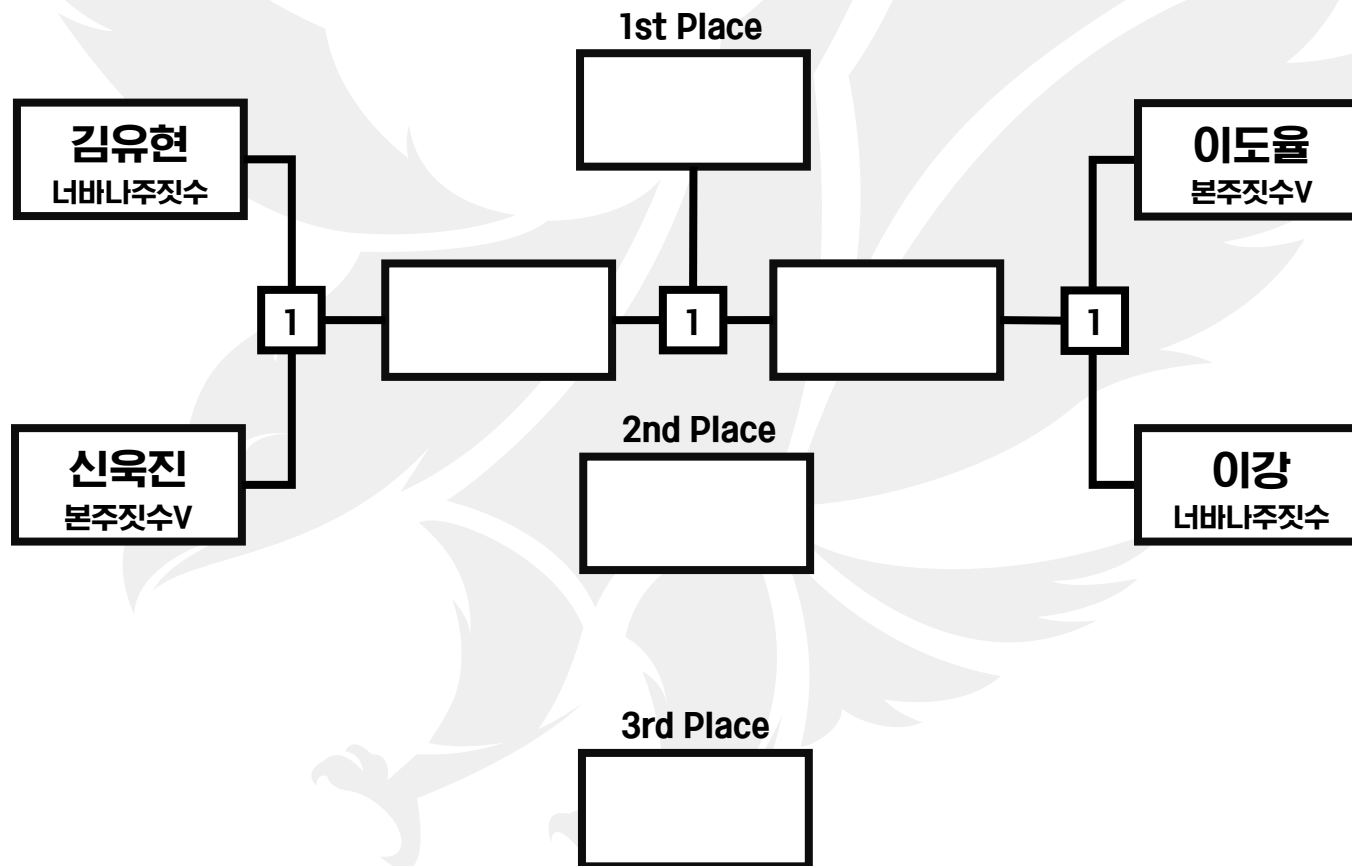 1st Place
김유현
너바나주짓수
이도율
본주짓수V
1
1
1
신욱진
본주짓수V
2nd Place
이강
너바나주짓수
3rd Place